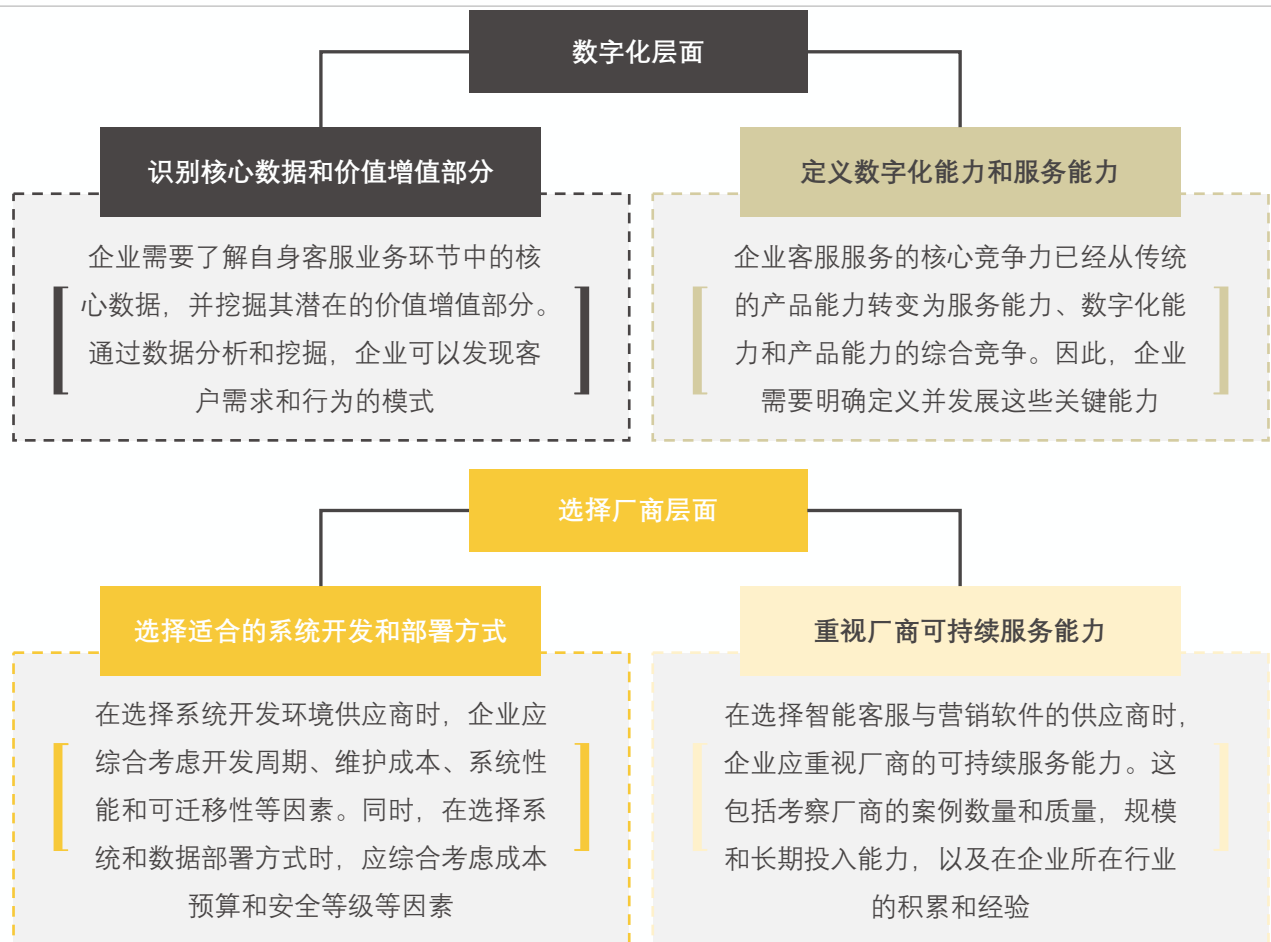 数字化层面
识别核心数据和价值增值部分
企业需要了解自身客服业务环节中的核
心数据，并挖掘其潜在的价值增值部分。
通过数据分析和挖掘，企业可以发现客
户需求和行为的模式
定义数字化能力和服务能力
企业客服服务的核心竞争力已经从传统
的产品能力转变为服务能力、数字化能
力和产品能力的综合竞争。因此，企业
需要明确定义并发展这些关键能力
选择厂商层面
选择适合的系统开发和部署方式
在选择系统开发环境供应商时，企业应
综合考虑开发周期、维护成本、系统性
能和可迁移性等因素。同时，在选择系
统和数据部署方式时，应综合考虑成本
预算和安全等级等因素
重视厂商可持续服务能力
在选择智能客服与营销软件的供应商时，
企业应重视厂商的可持续服务能力。这
包括考察厂商的案例数量和质量，规模
和长期投入能力，以及在企业所在行业
的积累和经验